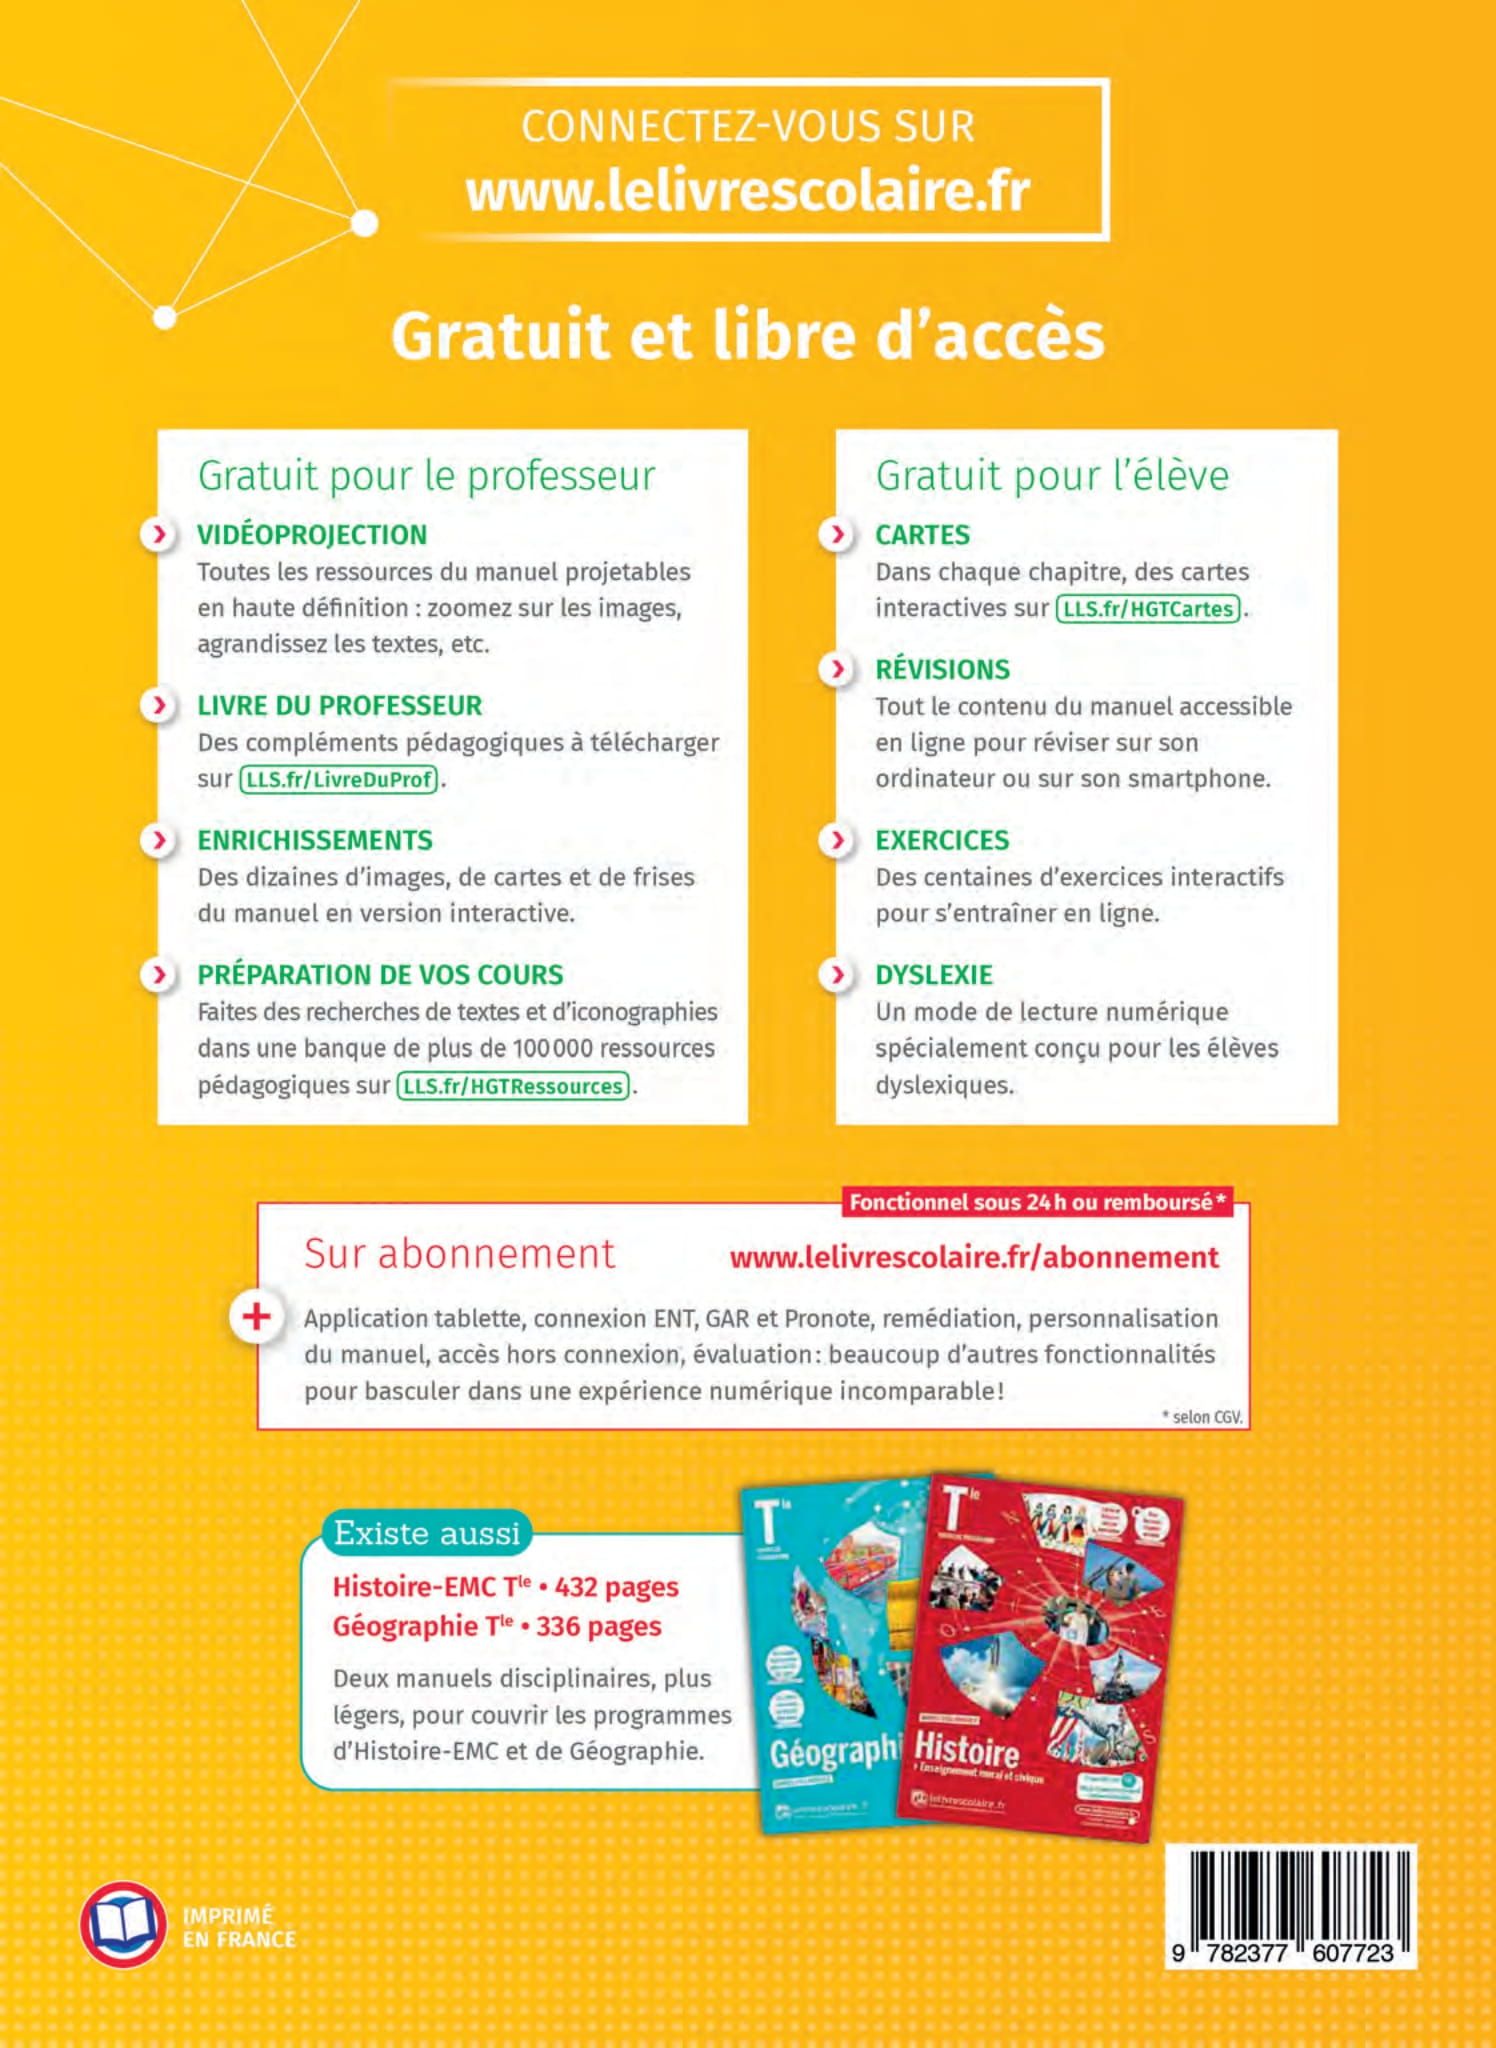 CONNECTEZ-VOUS SUR
www.lelivrescolaire.fr
Gratuit et libre d'accès
Gratuit pour le professeur
VIDÉOPROJECTION
Toutes les ressources du manuel projetables
en haute définition : zoomez sur les images,
agrandissez les textes, etc.
LIVRE DU PROFESSEUR
Des compléments pédagogiques à télécharger
sur LLS.fr/LivreDuProf.
ENRICHISSEMENTS
Des dizaines d'images, de cartes et de frises
du manuel en version interactive.
PRÉPARATION DE VOS COURS
Faites des recherches de textes et d'iconographies
dans une banque de plus de 100 000 ressources
pédagogiques sur LLS.fr/HGTRessources.
Gratuit pour l'élève
CARTES
Dans chaque chapitre, des cartes
interactives sur LLS.fr/HGTCartes.
RÉVISIONS
Tout le contenu du manuel accessible
en ligne pour réviser sur son
ordinateur ou sur son smartphone.
EXERCICES
Des centaines d'exercices interactifs
pour s'entraîner en ligne.
DYSLEXIE
Un mode de lecture numérique
spécialement conçu pour les élèves
dyslexiques.
Fonctionnel sous 24 h ou remboursé*
Sur abonnement
www.lelivrescolaire.fr/abonnement
+
Application tablette, connexion ENT, GAR et Pronote, remédiation, personnalisation
du manuel, accès hors connexion, évaluation : beaucoup d'autres fonctionnalités
pour basculer dans une expérience numérique incomparable !
* selon CGV.
Existe aussi
Histoire-EMC Tle • 432 pages
Géographie Tle • 336 pages
Deux manuels disciplinaires, plus
légers, pour couvrir les programmes
d'Histoire-EMC et de Géographie.
Tle
Géographi
Tle
Histoire
Enseignement moral et civique
lelivrescolaire.fr
IMPRIMÉ
EN FRANCE
9 782377 607723